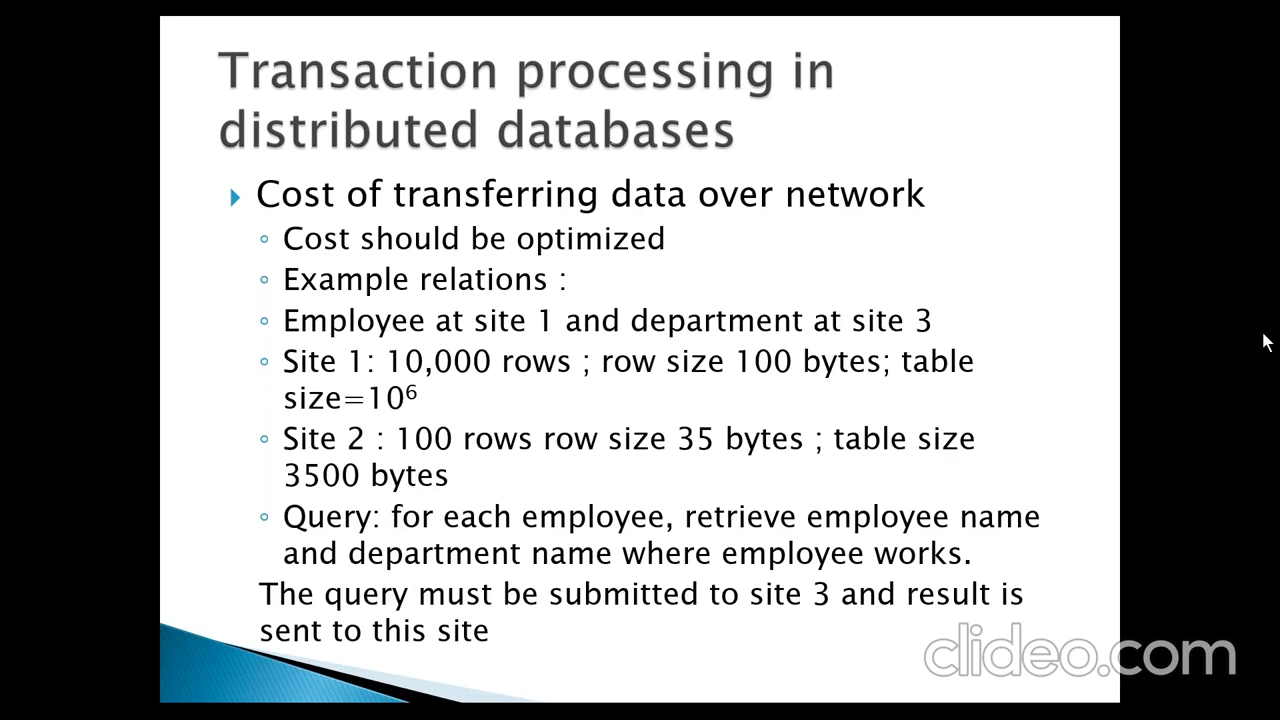 Transaction processing in
distributed databases
Cost of transferring data over network
Cost should be optimized
Example relations :
Employee at site 1 and department at site 3
Site 1: 10,000 rows ; row size 100 bytes; table
size=10⁶
Site 2 : 100 rows row size 35 bytes ; table size
3500 bytes
Query: for each employee, retrieve employee name
and department name where employee works.
The query must be submitted to site 3 and result is
sent to this site
clideo.com